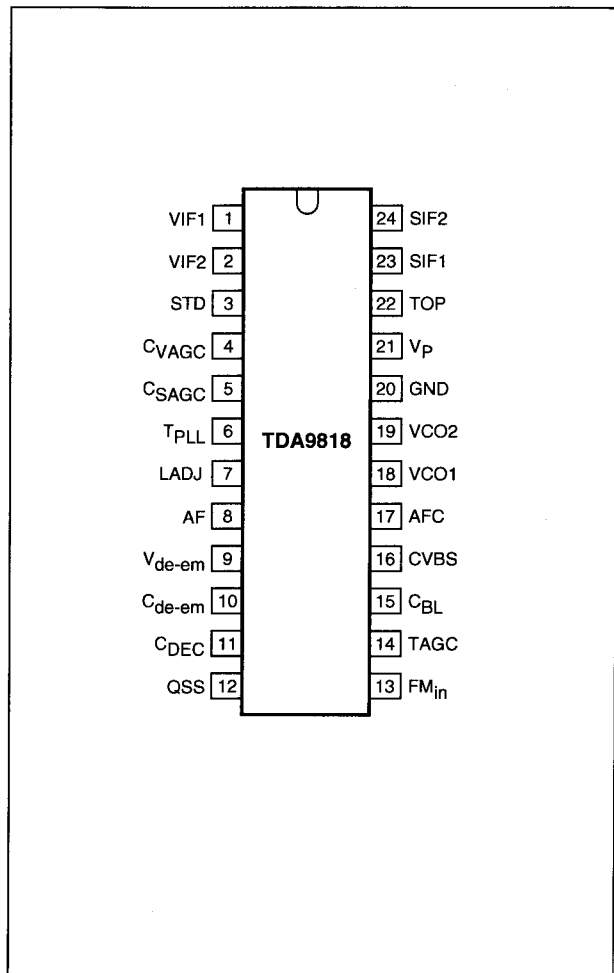 VIF1 1 24 SIF2
VIF2 2 23 SIF1
STD 3 22 TOP
CVAGC 4 21 VP
CSAGC 5 20 GND
TPLL 6 TDA9818 19 VCO2
LADJ 7 18 VCO1
AF 8 17 AFC
Vde-em 9 16 CVBS
Cde-em 10 15 CBL
CDEC 11 14 TAGC
QSS 12 13 FMin